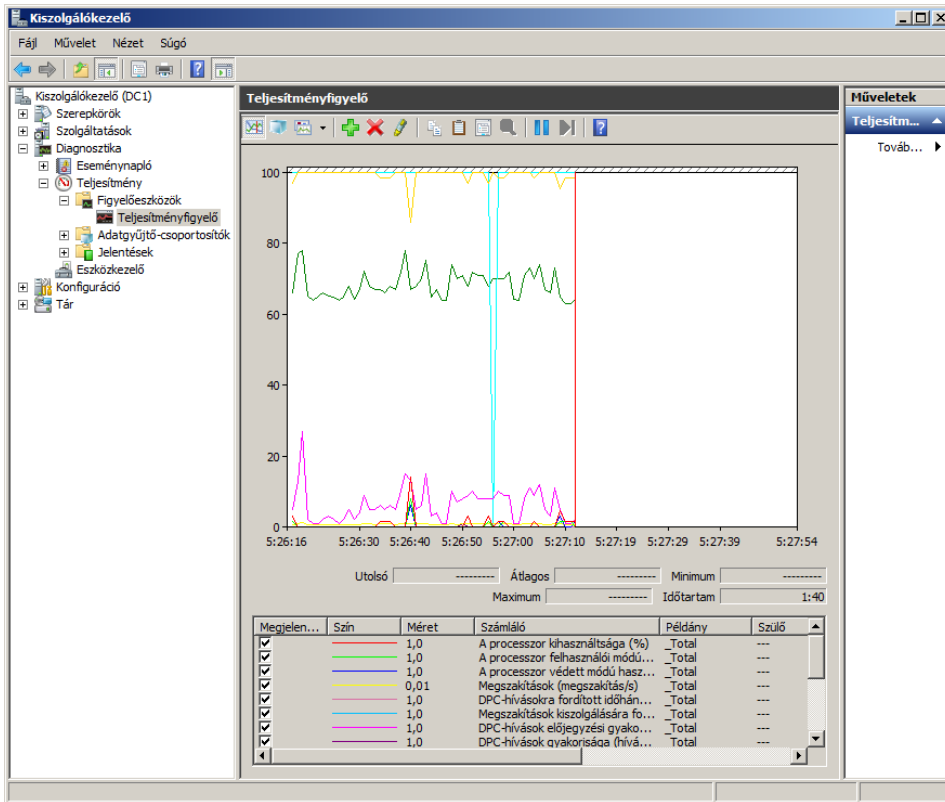 Kiszolgálókezelő
Fájl Művelet Nézet Súgó
Kiszolgálókezelő (DC1)
Szerepkörök
Szolgáltatások
Diagnosztika
Eseménynapló
Teljesítmény
Figyelőeszközök
Teljesítményfigyelő
Adatgyűjtő-csoportosítók
Jelentések
Eszközkezelő
Konfiguráció
Tár
Teljesítményfigyelő
100
80
60
40
20
0
5:26:16 5:26:30 5:26:40 5:26:50 5:27:00 5:27:10 5:27:19 5:27:29 5:27:39 5:27:54
Utolsó --------- Átlagos --------- Minimum ---------
Maximum --------- Időtartam 1:40
Megjelen... Szín Méret Számláló Példány Szülő
1,0 A processzor kihasználtsága (%) _Total ---
1,0 A processzor felhasználói módú... _Total ---
1,0 A processzor védett módú hasz... _Total ---
0,01 Megszakítások (megszakítás/s) _Total ---
1,0 DPC-hívásokra fordított időhán... _Total ---
1,0 Megszakítások kiszolgálására fo... _Total ---
1,0 DPC-hívások előjegyzési gyako... _Total ---
1,0 DPC-hívások gyakorisága (hívá... _Total ---
Műveletek
Teljesítm...
Továb...